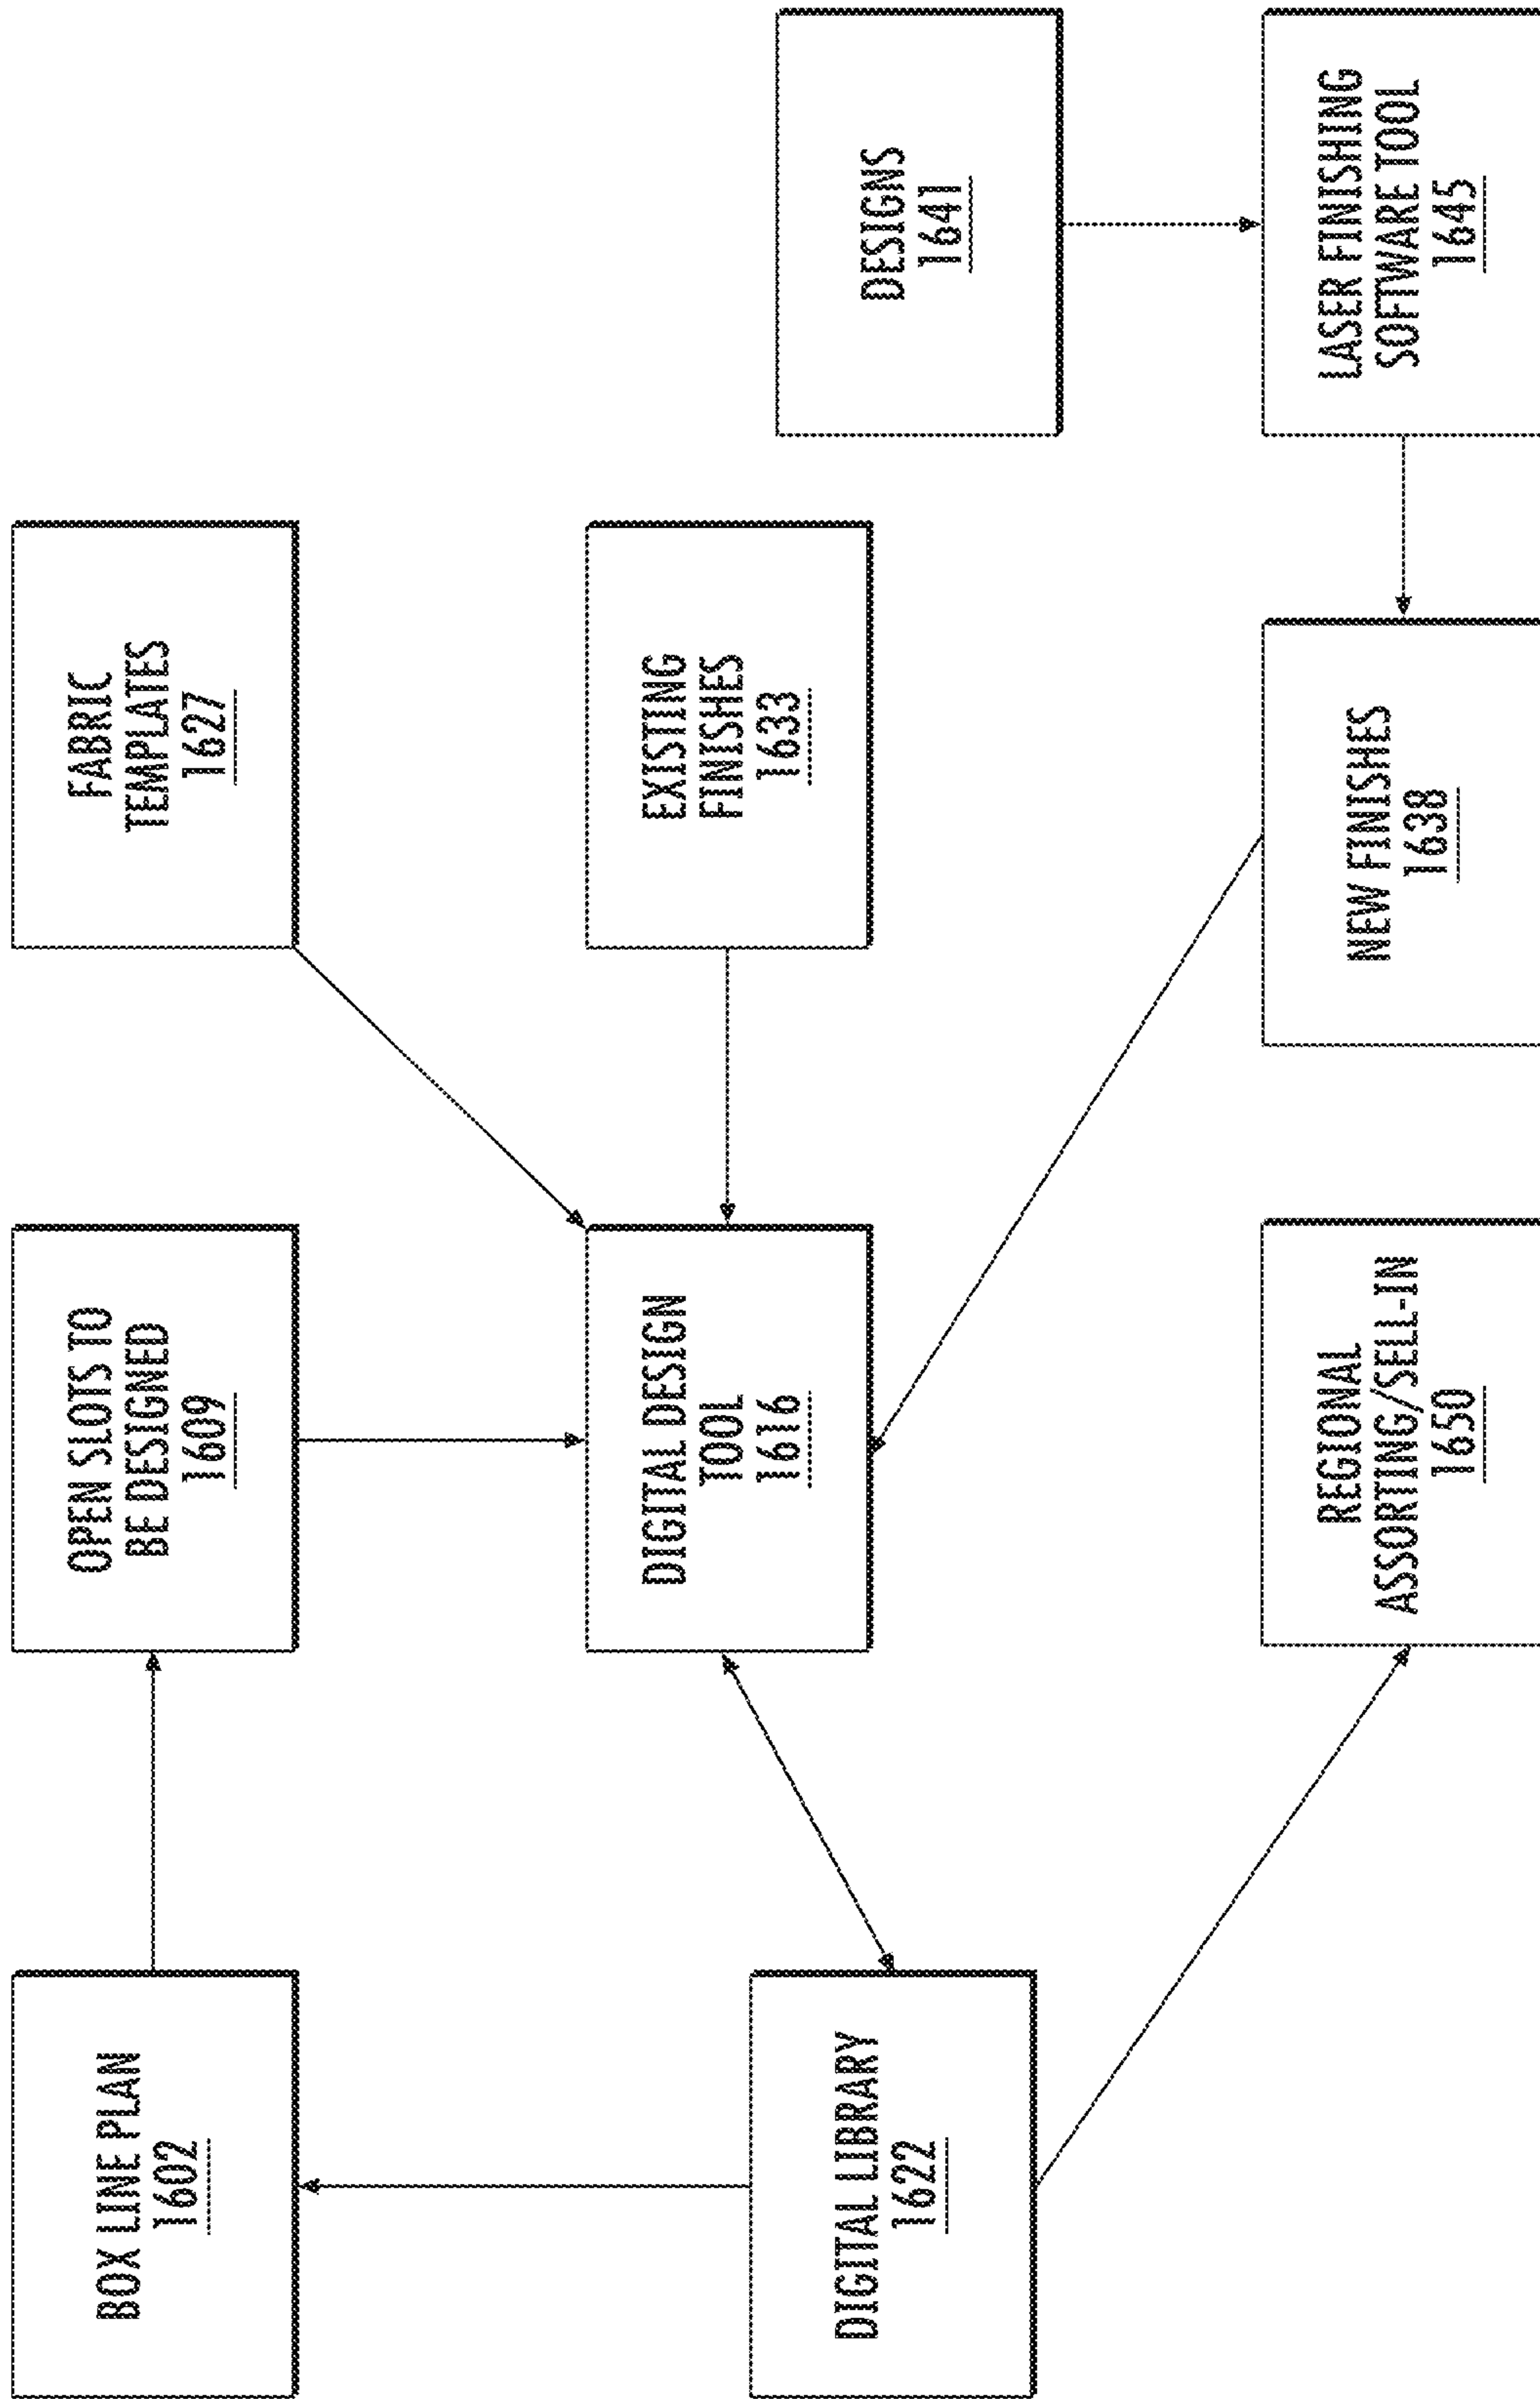 BOX LINE PLAN
1602
OPEN SLOTS TO
BE DESIGNED
1609
FABRIC
TEMPLATES
1627
DIGITAL DESIGN
TOOL
1616
EXISTING
FINISHES
1633
DIGITAL LIBRARY
1622
DESIGNS
1641
REGIONAL
ASSORTING/SELL-IN
1650
NEW FINISHES
1638
LASER FINISHING
SOFTWARE TOOL
1645